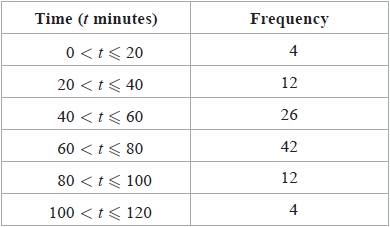 Time (t minutes) Frequency
0 < t ⩽ 20 4
20 < t ⩽ 40 12
40 < t ⩽ 60 26
60 < t ⩽ 80 42
80 < t ⩽ 100 12
100 < t ⩽ 120 4